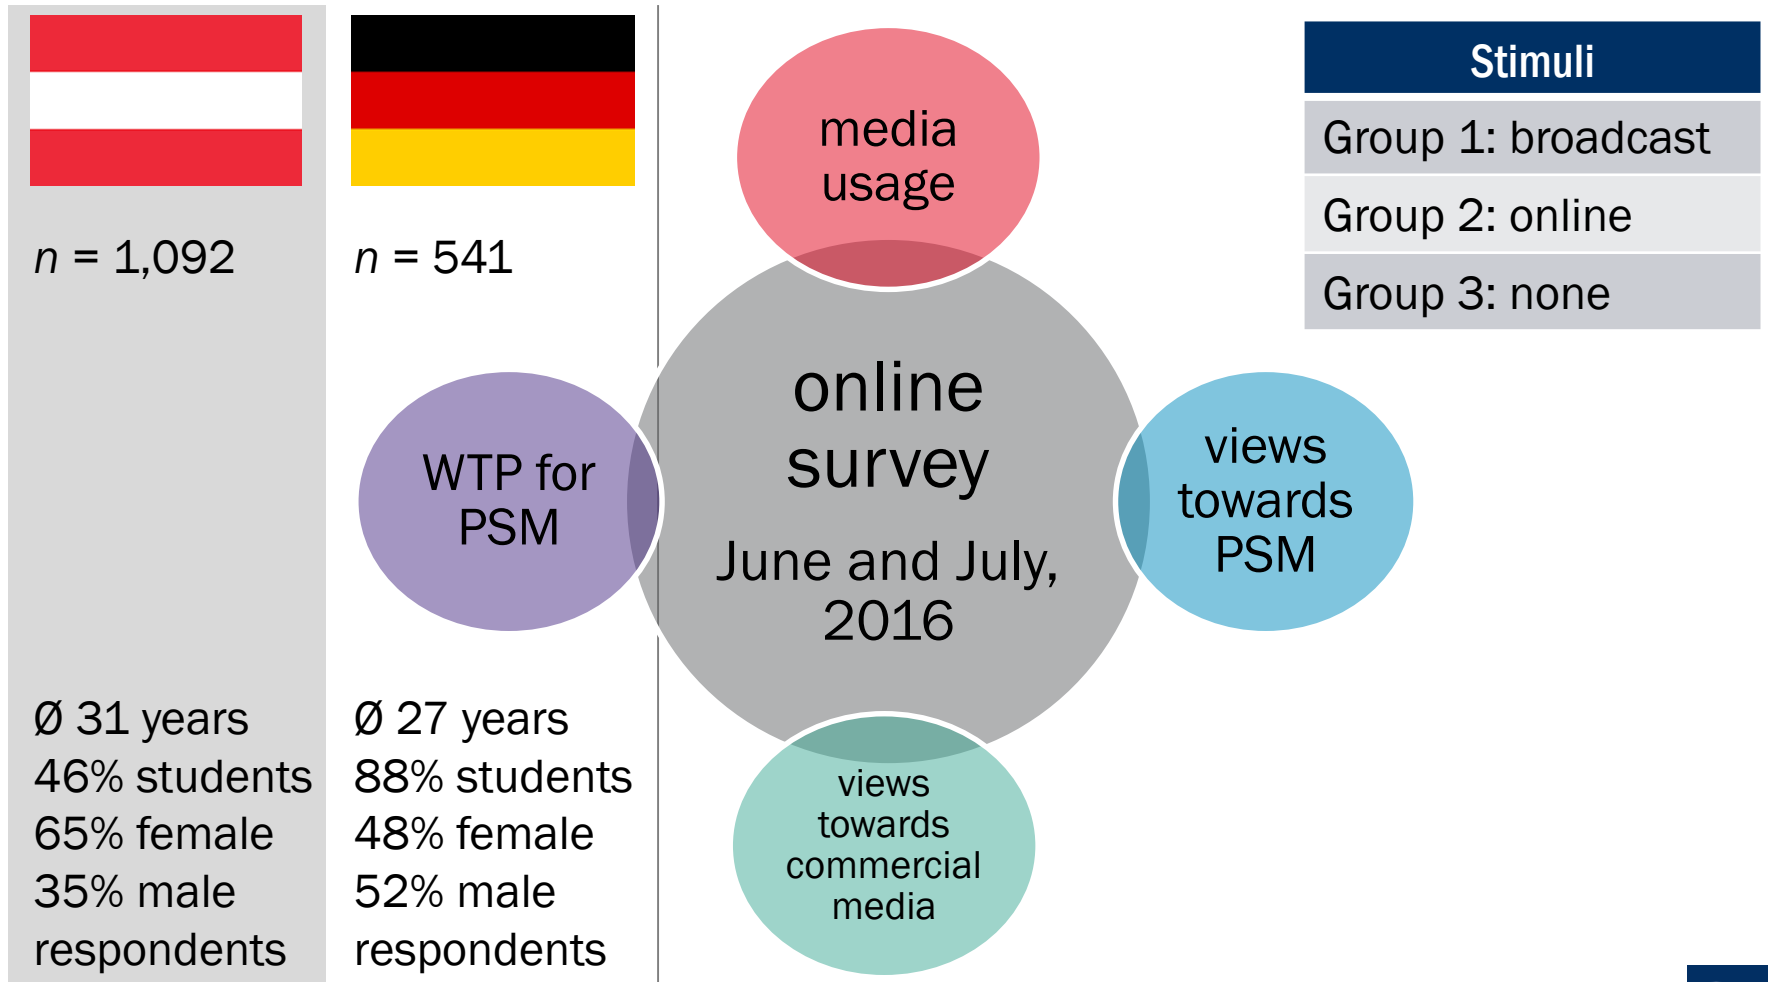 n = 1,092
Ø 31 years
46% students
65% female
35% male
respondents
n = 541
Ø 27 years
88% students
48% female
52% male
respondents
media
usage
WTP for
PSM
online
survey
June and July,
2016
views
towards
PSM
views
towards
commercial
media
Stimuli
Group 1: broadcast
Group 2: online
Group 3: none